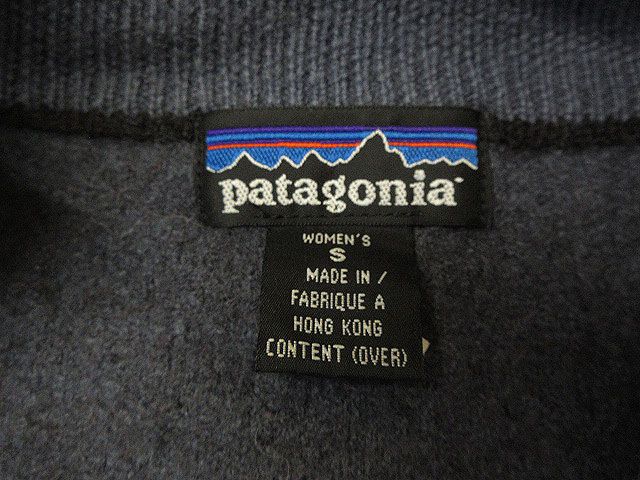 patagonia
WOMEN'S
S
MADE IN /
FABRIQUE A
HONG KONG
CONTENT (OVER)